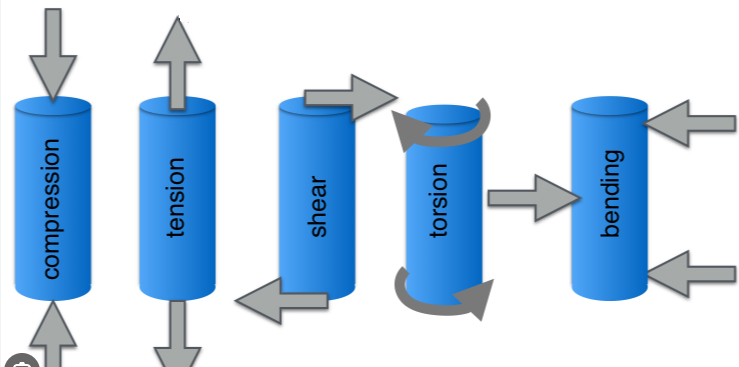 compression
tension
shear
torsion
bending